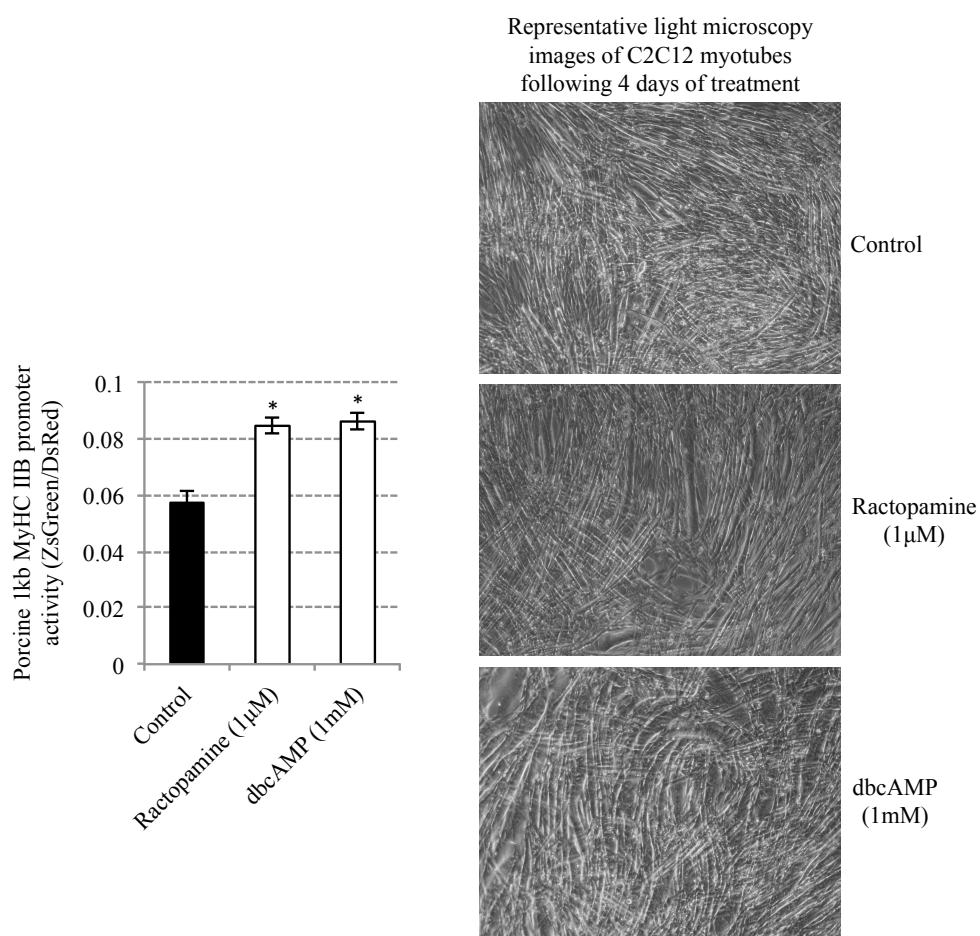 Representative light microscopy
images of C2C12 myotubes
following 4 days of treatment
Control
Ractopamine
(1µM)
dbcAMP
(1mM)
Porcine 1kb MyHC IIB promoter
activity (ZsGreen/DsRed)
0.1
0.08
0.06
0.04
0.02
0
*
*
Control
Ractopamine (1µM)
dbcAMP (1mM)